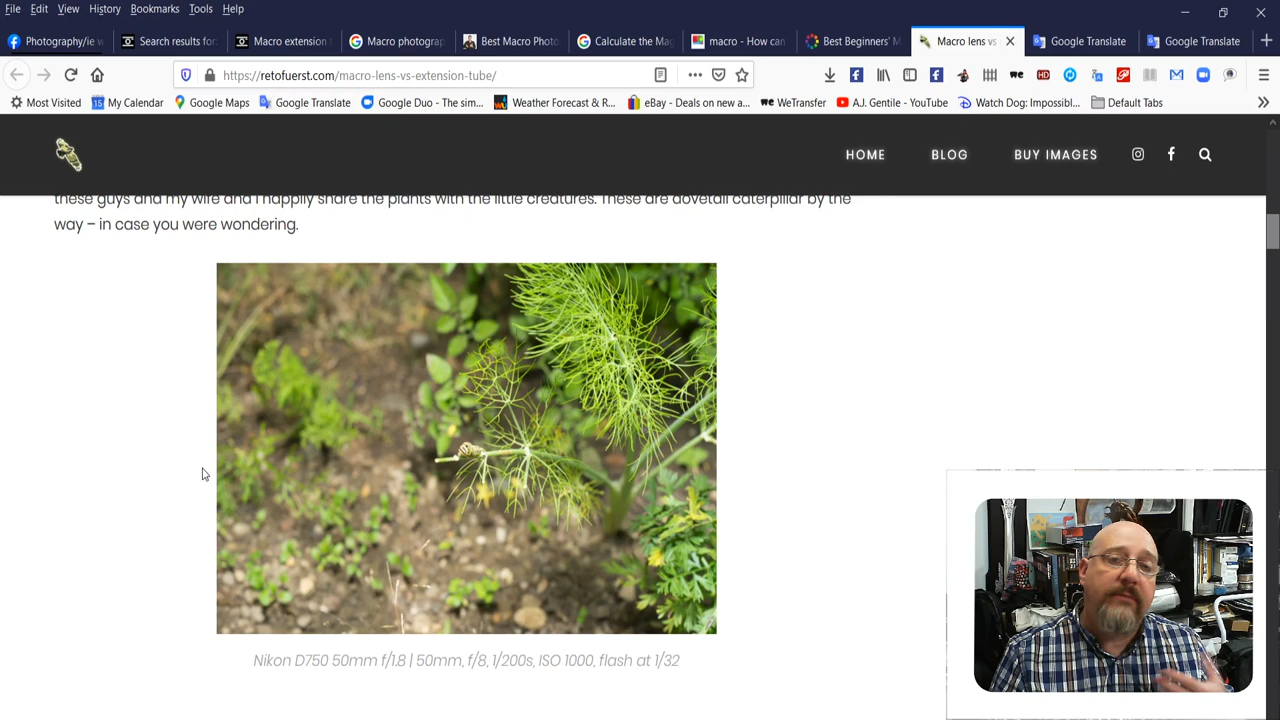 File Edit View History Bookmarks Tools Help
Photography/ie w Search results for: Macro extension Macro photograp Best Macro Photo Calculate the Mag macro - How can Best Beginners' M Macro lens vs Google Translate Google Translate
https://retofuerst.com/macro-lens-vs-extension-tube/
Most Visited My Calendar Google Maps Google Translate Google Duo - The sim... Weather Forecast & R... eBay - Deals on new a... WeTransfer A.J. Gentile - YouTube Watch Dog: Impossibl... Default Tabs
HOME BLOG BUY IMAGES
these guys and my wife and I happily share the plants with the little creatures. These are dovetail caterpillar by the
way – in case you were wondering.
Nikon D750 50mm f/1.8 | 50mm, f/8, 1/200s, ISO 1000, flash at 1/32